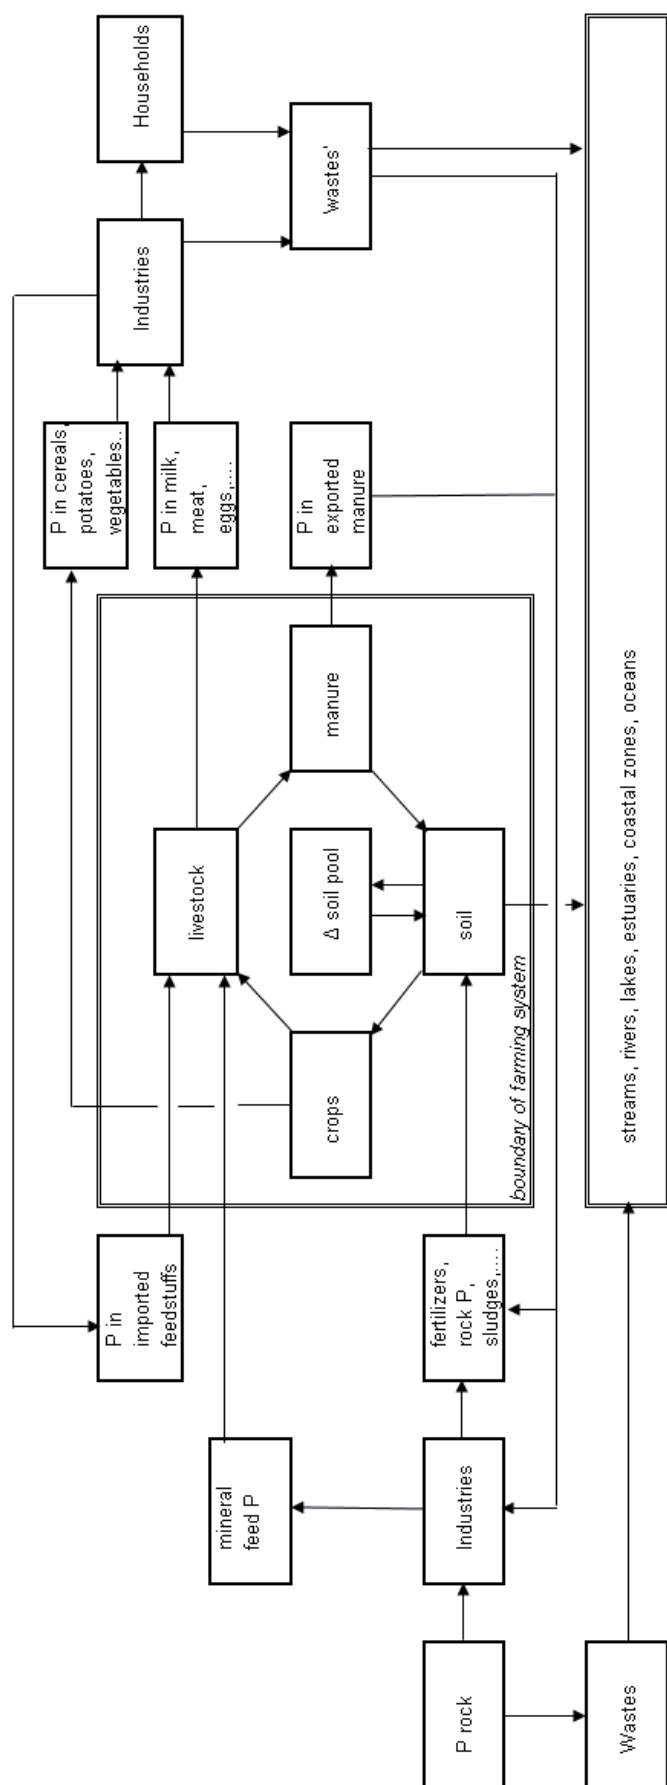 Households
Industries
'wastes'
P in cereals,
potatoes,
vegetables..
P in milk,
meat,
eggs,....
P in
exported
manure
manure
livestock
Δ soil pool
soil
crops
boundary of farming system
streams, rivers, lakes, estuaries, coastal zones, oceans
P in
imported
feedstuffs
fertilizers,
rock P,
sludges,....
mineral
feed P
Industries
P rock
Wastes